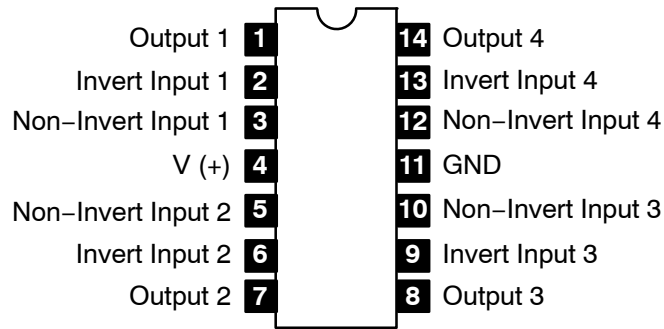 Output 1 1 14 Output 4
Invert Input 1 2 13 Invert Input 4
Non−Invert Input 1 3 12 Non−Invert Input 4
V (+) 4 11 GND
Non−Invert Input 2 5 10 Non−Invert Input 3
Invert Input 2 6 9 Invert Input 3
Output 2 7 8 Output 3